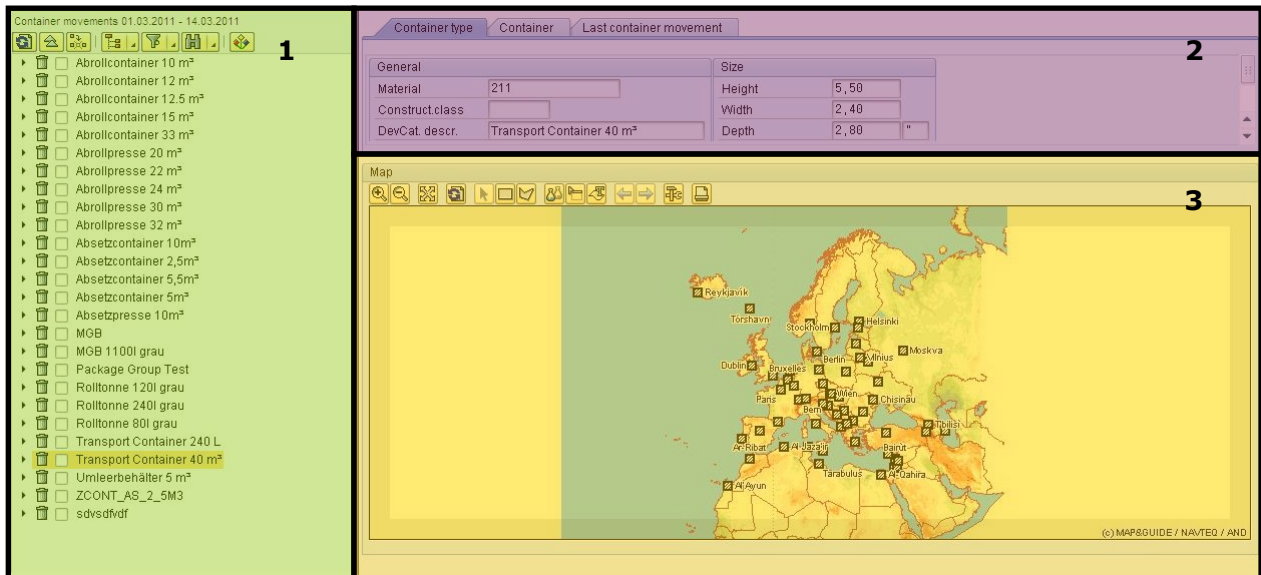 Container movements 01.03.2011 - 14.03.2011
1
Abrollcontainer 10 m³
Abrollcontainer 12 m³
Abrollcontainer 12.5 m³
Abrollcontainer 15 m³
Abrollcontainer 33 m³
Abrollpresse 20 m³
Abrollpresse 22 m³
Abrollpresse 24 m³
Abrollpresse 30 m³
Abrollpresse 32 m³
Absetzcontainer 10m³
Absetzcontainer 2,5m³
Absetzcontainer 5,5m³
Absetzcontainer 5m³
Absetzpresse 10m³
MGB
MGB 1100l grau
Package Group Test
Rolltonne 120l grau
Rolltonne 240l grau
Rolltonne 80l grau
Transport Container 240 L
Transport Container 40 m³
Umleerbehälter 5 m³
ZCONT_AS_2_5M3
sdvsdfvdf
Container type Container Last container movement
2
General
Material 211
Construct.class
DevCat. descr. Transport Container 40 m³
Size
Height 5,50
Width 2,40
Depth 2,80 "
Map
3
Reykjavik
Tórshavn
Stockholm
Helsinki
Moskva
Dublin
Berlin
Vilnius
Bruxelles
Paris
Wien
Chisinau
Bern
Tbilisi
Ar-Ribat
Al-Jaza'ir
Bairut
Tarabulus
Al-Qahira
Al Ayun
(c) MAP&GUIDE / NAVTEQ / AND